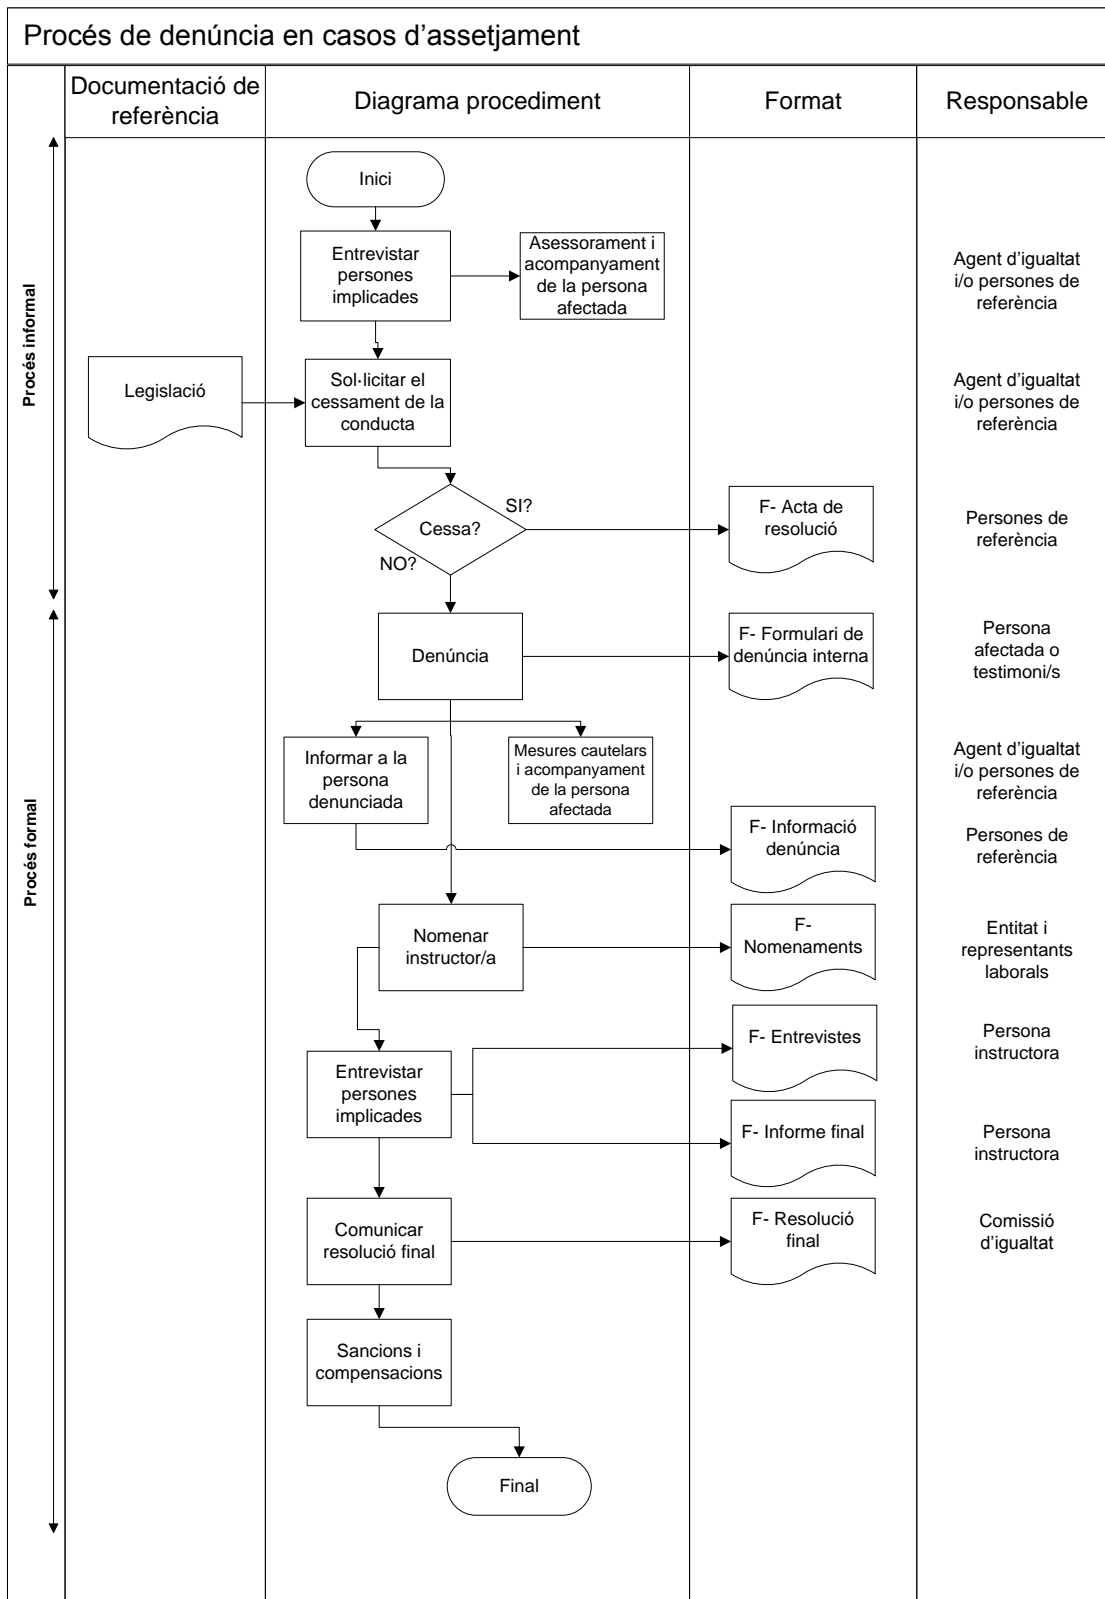 Procés de denúncia en casos d’assetjament
Documentació de
referència
Diagrama procediment
Format
Responsable
Procés informal
Inici
Entrevistar
persones
implicades
Asessorament i
acompanyament
de la persona
afectada
Agent d’igualtat
i/o persones de
referència
Legislació
Sol·licitar el
cessament de la
conducta
Agent d’igualtat
i/o persones de
referència
Cessa?
SI?
NO?
F- Acta de
resolució
Persones de
referència
Procés formal
Denúncia
F- Formulari de
denúncia interna
Persona
afectada o
testimoni/s
Informar a la
persona
denunciada
Mesures cautelars
i acompanyament
de la persona
afectada
Agent d’igualtat
i/o persones de
referència
F- Informació
denúncia
Persones de
referència
Nomenar
instructor/a
F-
Nomenaments
Entitat i
representants
laborals
Entrevistar
persones
implicades
F- Entrevistes
Persona
instructora
F- Informe final
Persona
instructora
Comunicar
resolució final
F- Resolució
final
Comissió
d’igualtat
Sancions i
compensacions
Final